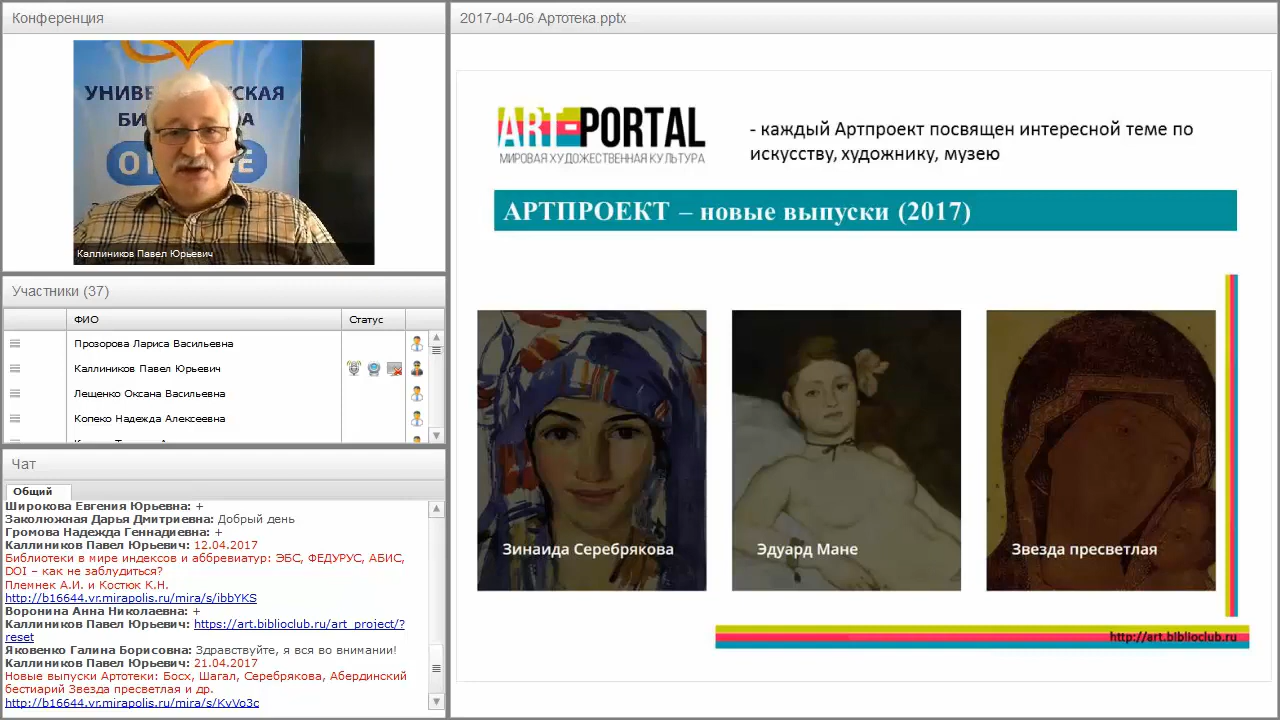 Конференция
УНИВЕ
СКАЯ
Каллиников Павел Юрьевич
Участники (37)
ФИО
Статус
Прозорова Лариса Васильевна
Каллиников Павел Юрьевич
Лещенко Оксана Васильевна
Копеко Надежда Алексеевна
Чат
Общий
Широкова Евгения Юрьевна: +
Заколюжная Дарья Дмитриевна: Добрый день
Громова Надежда Геннадиевна: +
Каллиников Павел Юрьевич: 12.04.2017
Библиотеки в мире индексов и аббревиатур: ЭБС, ФЕДУРУС, АБИС,
DOI – как не заблудиться?
Племнек А.И. и Костюк К.Н.
http://b16644.vr.mirapolis.ru/mira/s/ibbYKS
Воронина Анна Николаевна: +
Каллиников Павел Юрьевич: https://art.biblioclub.ru/art_project/?
reset
Яковенко Галина Борисовна: Здравствуйте, я вся во внимании!
Каллиников Павел Юрьевич: 21.04.2017
Новые выпуски Артотеки: Босх, Шагал, Серебрякова, Абердинский
бестиарий Звезда пресветлая и др.
http://b16644.vr.mirapolis.ru/mira/s/KvVo3c
2017-04-06 Артотека.pptx
ART-PORTAL
МИРОВАЯ ХУДОЖЕСТВЕННАЯ КУЛЬТУРА
- каждый Артпроект посвящен интересной теме по
искусству, художнику, музею
АРТПРОЕКТ – новые выпуски (2017)
Зинаида Серебрякова
Эдуард Мане
Звезда пресветлая
http://art.biblioclub.ru